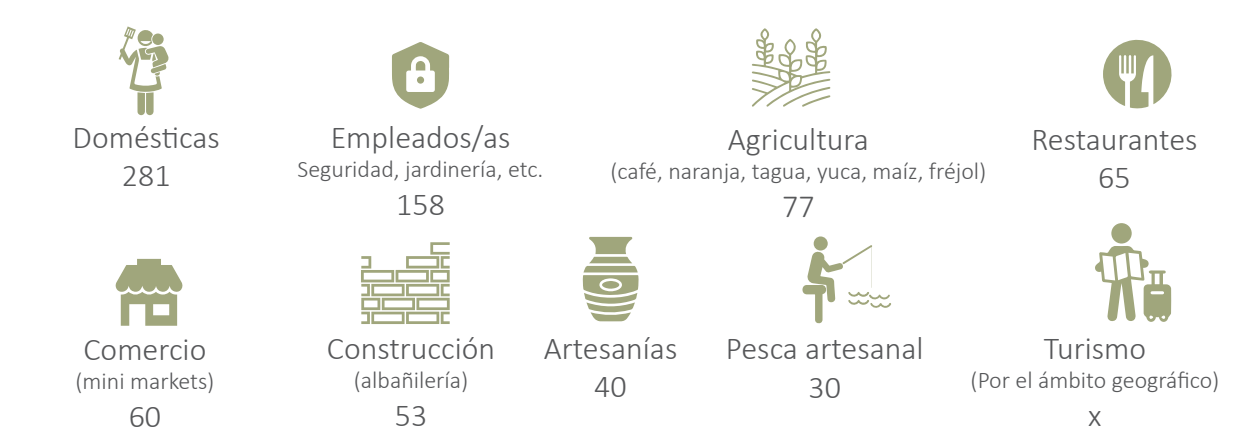 Domésticas
281
Empleados/as
Seguridad, jardinería, etc.
158
Agricultura
(café, naranja, tagua, yuca, maíz, fréjol)
77
Restaurantes
65
Comercio
(mini markets)
60
Construcción
(albañilería)
53
Artesanías
40
Pesca artesanal
30
Turismo
(Por el ámbito geográfico)
x